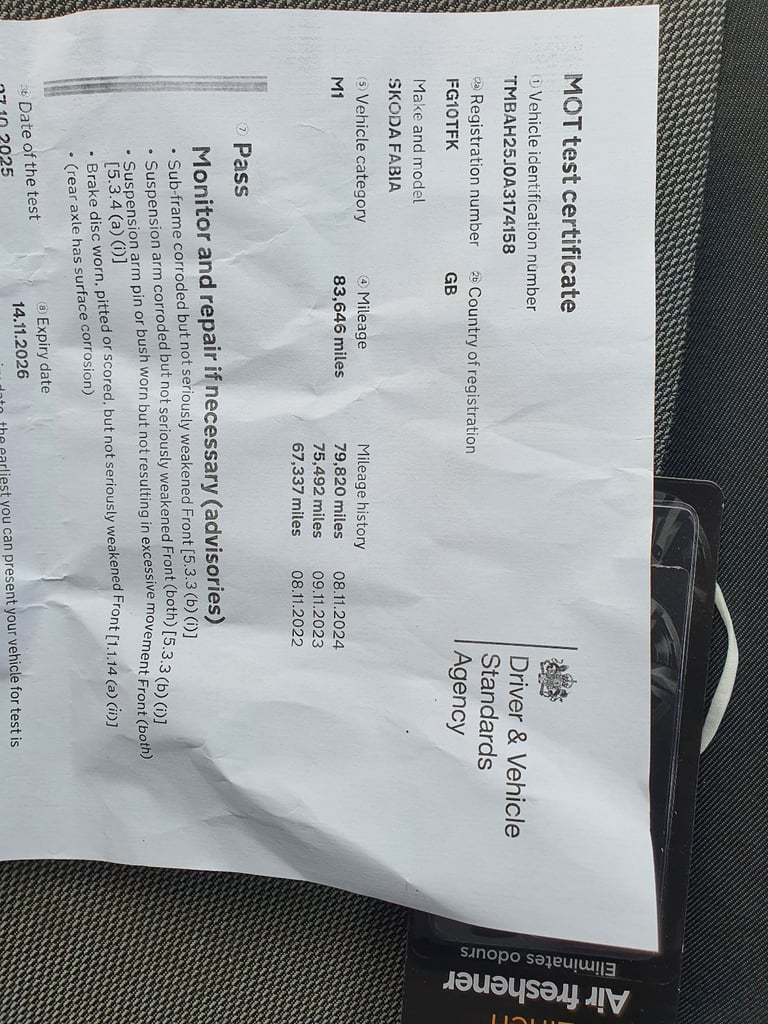 MOT test certificate
① Vehicle identification number
TMBAH25J0A3174158
2a Registration number
FG10TFK
2b Country of registration
GB
Make and model
SKODA FABIA
⑤ Vehicle category
M1
④ Mileage
83,646 miles
Mileage history
79,820 miles 08.11.2024
75,492 miles 09.11.2023
67,337 miles 08.11.2022
Driver & Vehicle
Standards
Agency
⑦ Pass
Monitor and repair if necessary (advisories)
• Sub-frame corroded but not seriously weakened Front [5.3.3 (b) (i)]
• Suspension arm corroded but not seriously weakened Front (both) [5.3.3 (b) (i)]
• Suspension arm pin or bush worn but not resulting in excessive movement Front (both)
[5.3.4 (a) (i)]
• Brake disc worn, pitted or scored, but not seriously weakened Front [1.1.14 (a) (ii)]
• (rear axle has surface corrosion)
3b Date of the test
27.10.2025
⑧ Expiry date
14.11.2026
the earliest you can present your vehicle for test is
Air freshener
Eliminates odours